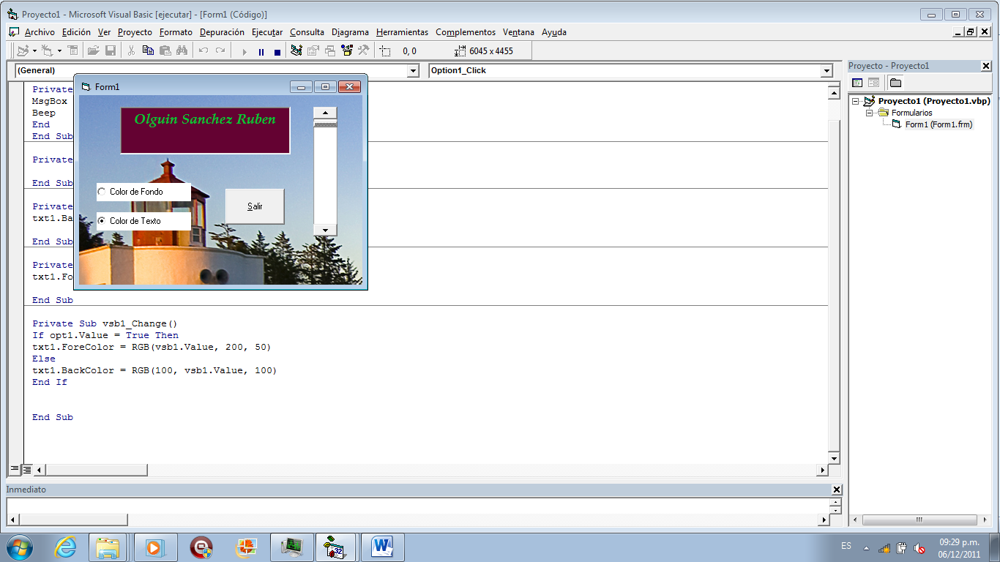 Proyecto1 - Microsoft Visual Basic [ejecutar] - [Form1 (Código)]
Archivo Edición Ver Proyecto Formato Depuración Ejecutar Consulta Diagrama Herramientas Complementos Ventana Ayuda
0, 0 6045 x 4455
(General) Option1_Click
Private
MsgBox
Beep
End
End Sub
Private
End Sub
Private
txt1.Ba
End Sub
Private
txt1.Fo
End Sub
Private Sub vsb1_Change()
If opt1.Value = True Then
txt1.ForeColor = RGB(vsb1.Value, 200, 50)
Else
txt1.BackColor = RGB(100, vsb1.Value, 100)
End If
End Sub
Form1
Olguin Sanchez Ruben
Color de Fondo
Color de Texto
Salir
Proyecto - Proyecto1
Proyecto1 (Proyecto1.vbp)
Formularios
Form1 (Form1.frm)
Inmediato
32
W
ES
09:29 p.m.
06/12/2011